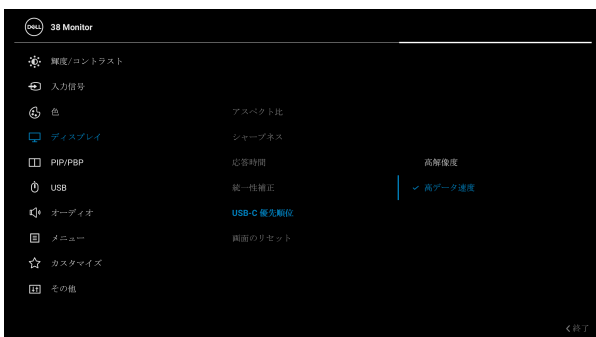 DELL 38 Monitor
輝度/コントラスト
入力信号
色
アスペクト比
ディスプレイ
シャープネス
PIP/PBP
応答時間
高解像度
USB
統一性補正
✓ 高データ速度
オーディオ
USB-C 優先順位
メニュー
画面のリセット
カスタマイズ
その他
終了